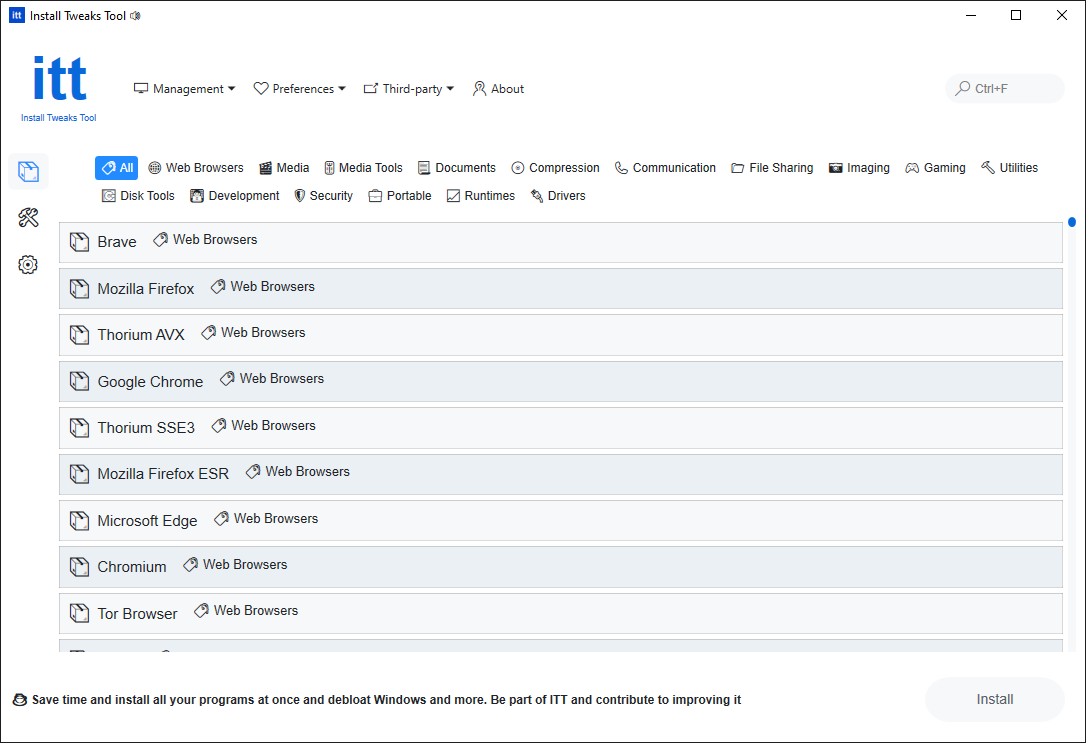 itt Install Tweaks Tool
itt
Install Tweaks Tool
Management Preferences Third-party About
Ctrl+F
All Web Browsers Media Media Tools Documents Compression Communication File Sharing Imaging Gaming Utilities
Disk Tools Development Security Portable Runtimes Drivers
Brave Web Browsers
Mozilla Firefox Web Browsers
Thorium AVX Web Browsers
Google Chrome Web Browsers
Thorium SSE3 Web Browsers
Mozilla Firefox ESR Web Browsers
Microsoft Edge Web Browsers
Chromium Web Browsers
Tor Browser Web Browsers
Save time and install all your programs at once and debloat Windows and more. Be part of ITT and contribute to improving it
Install